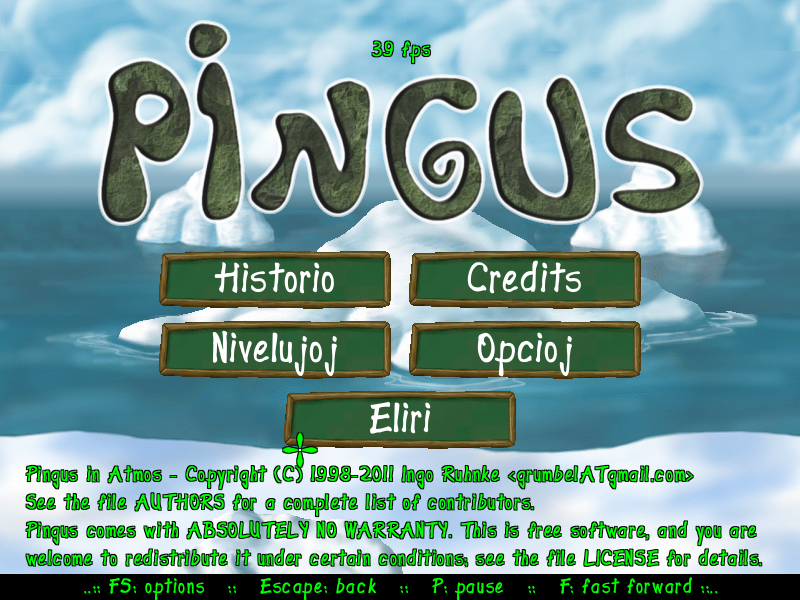 39 fps
PINGUS
Historio
Credits
Nivelujoj
Opcioj
Eliri
Pingus in Atmos - Copyright (C) 1998-2011 Ingo Ruhnke <grumbelATgmail.com>
See the file AUTHORS for a complete list of contributors.
Pingus comes with ABSOLUTELY NO WARRANTY. This is free software, and you are
welcome to redistribute it under certain conditions; see the file LICENSE for details.
..:: F5: options :: Escape: back :: P: pause :: F: fast forward ::..